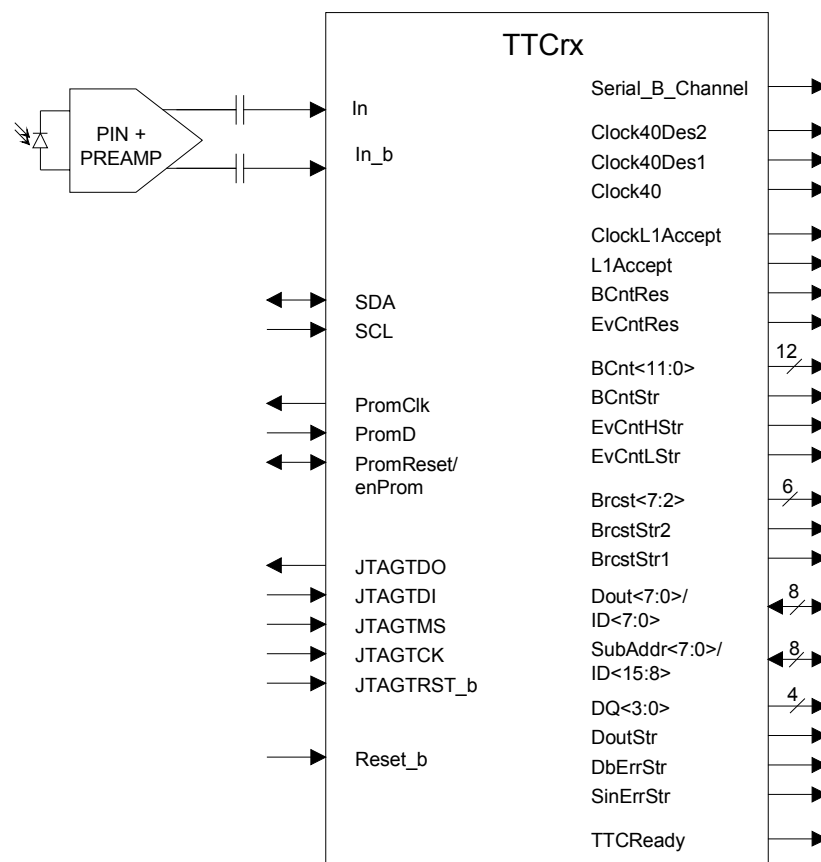 TTCrx
PIN +
PREAMP
In
In_b
SDA
SCL
PromClk
PromD
PromReset/
enProm
JTAGTDO
JTAGTDI
JTAGTMS
JTAGTCK
JTAGTRST_b
Reset_b
Serial_B_Channel
Clock40Des2
Clock40Des1
Clock40
ClockL1Accept
L1Accept
BCntRes
EvCntRes
BCnt<11:0>
12
BCntStr
EvCntHStr
EvCntLStr
Brcst<7:2>
6
BrcstStr2
BrcstStr1
Dout<7:0>/
ID<7:0>
8
SubAddr<7:0>/
ID<15:8>
8
DQ<3:0>
4
DoutStr
DbErrStr
SinErrStr
TTCReady